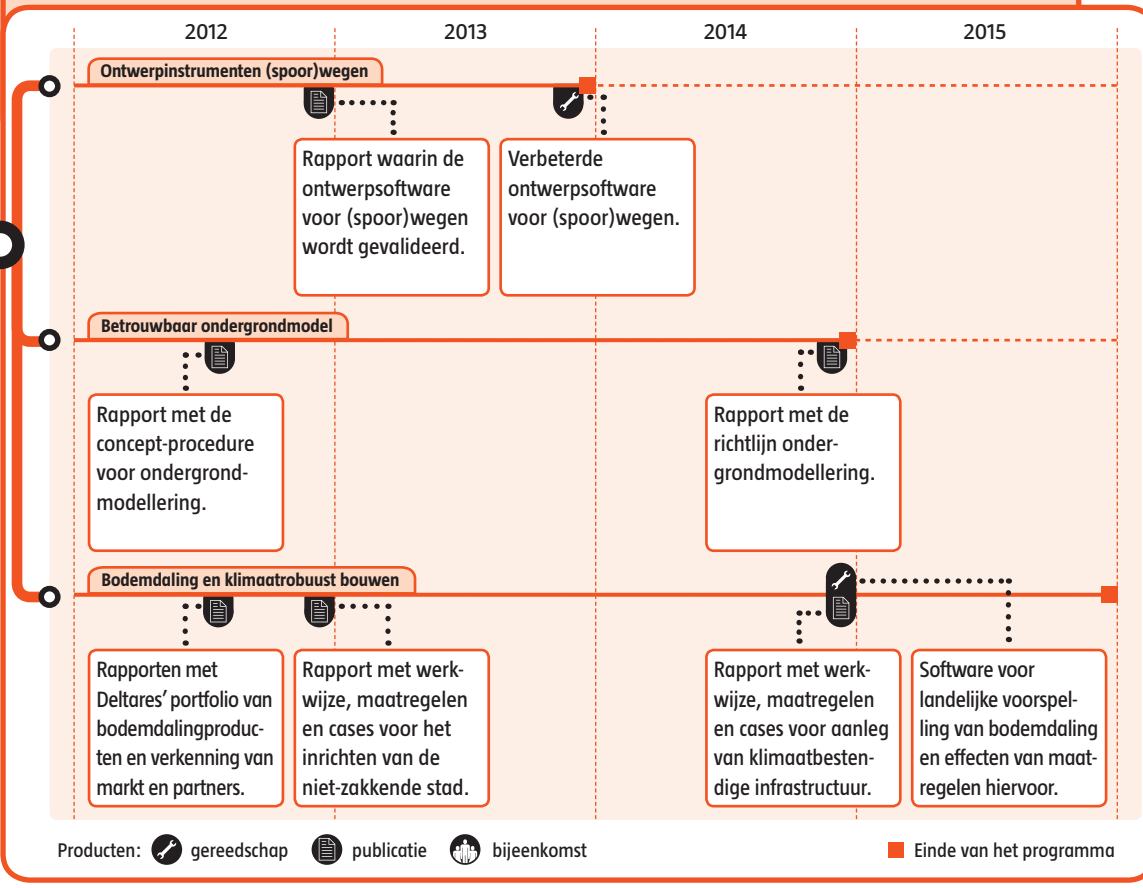 2012
2013
2014
2015
Ontwerpinstrumenten (spoor)wegen
Rapport waarin de
ontwerpsoftware
voor (spoor)wegen
wordt gevalideerd.
Verbeterde
ontwerpsoftware
voor (spoor)wegen.
Betrouwbaar ondergrondmodel
Rapport met de
concept-procedure
voor ondergrond-
modellering.
Rapport met de
richtlijn onder-
grondmodellering.
Bodemdaling en klimaatrobuust bouwen
Rapporten met
Deltares’ portfolio van
bodemdalingproduc-
ten en verkenning van
markt en partners.
Rapport met werk-
wijze, maatregelen
en cases voor het
inrichten van de
niet-zakkende stad.
Rapport met werk-
wijze, maatregelen
en cases voor aanleg
van klimaatbesten-
dige infrastructuur.
Software voor
landelijke voorspel-
ling van bodemdaling
en effecten van maat-
regelen hiervoor.
Producten: gereedschap publicatie bijeenkomst
Einde van het programma